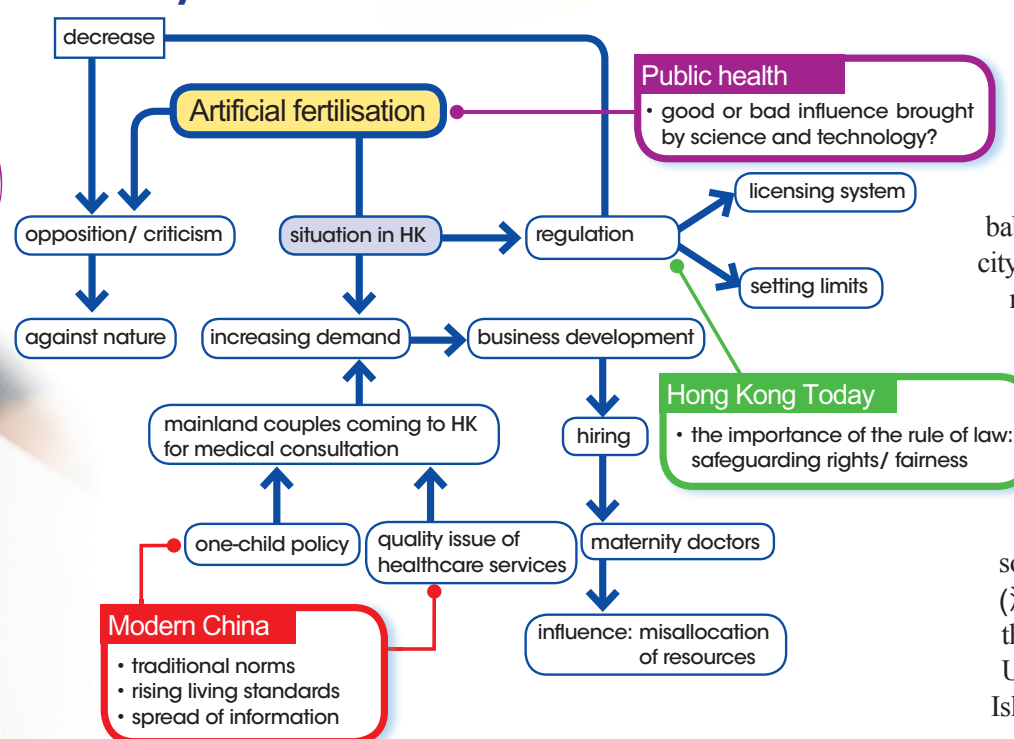 decrease
Artificial fertilisation
Public health
• good or bad influence brought
by science and technology?
licensing system
opposition/ criticism
situation in HK
regulation
setting limits
against nature
increasing demand
business development
Hong Kong Today
• the importance of the rule of law:
safeguarding rights/ fairness
mainland couples coming to HK
for medical consultation
hiring
one-child policy
quality issue of
healthcare services
maternity doctors
Modern China
• traditional norms
• rising living standards
• spread of information
influence: misallocation
of resources
city